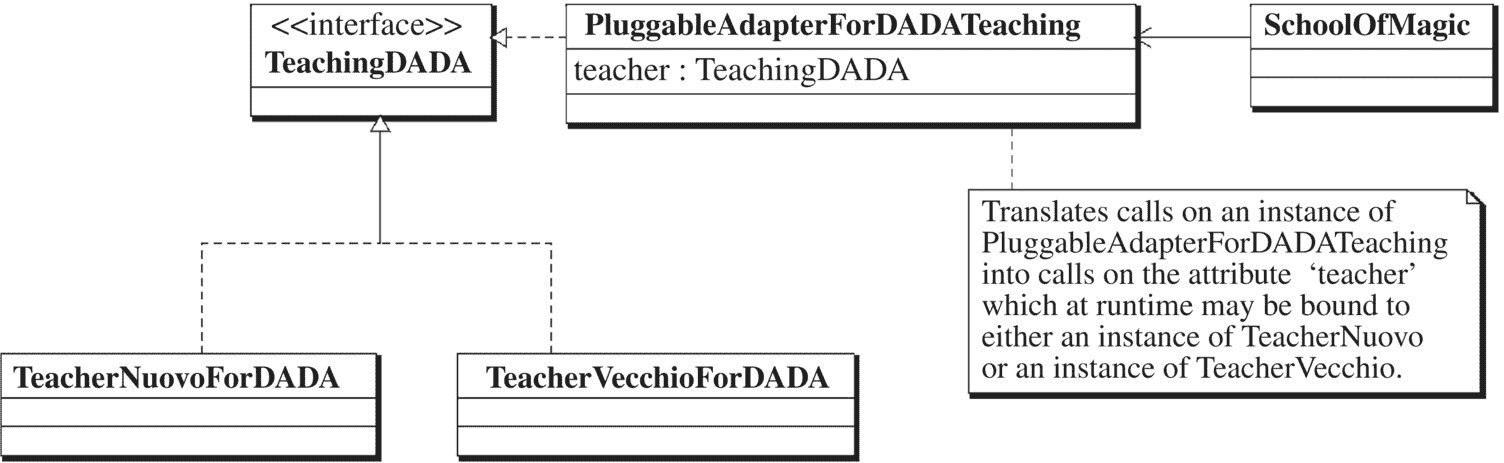 <<interface>>
TeachingDADA
PluggableAdapterForDADATeaching
teacher : TeachingDADA
SchoolOfMagic
Translates calls on an instance of
PluggableAdapterForDADATeaching
into calls on the attribute ‘teacher’
which at runtime may be bound to
either an instance of TeacherNuovo
or an instance of TeacherVecchio.
TeacherNuovoForDADA
TeacherVecchioForDADA